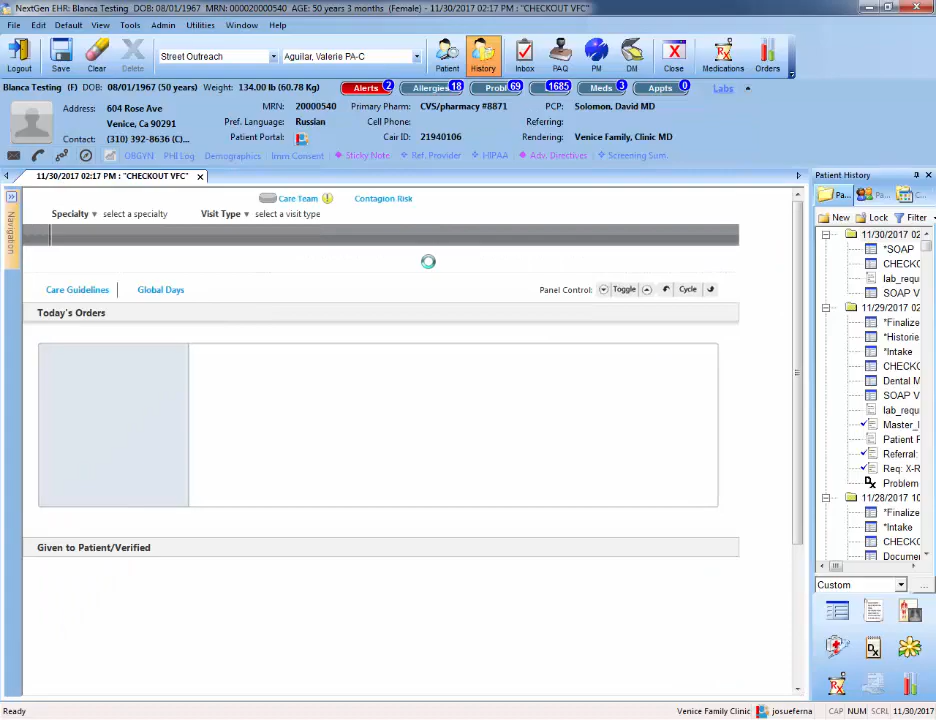 NextGen EHR: Blanca Testing DOB: 08/01/1967 MRN: 000020000540 AGE: 50 years 3 months (Female) - 11/30/2017 02:17 PM : "CHECKOUT VFC"
File Edit Default View Tools Admin Utilities Window Help
Street Outreach Aguilar, Valerie PA-C
Logout Save Clear Delete Patient History Inbox PAQ PM DM Close Medications Orders
Blanca Testing (F) DOB: 08/01/1967 (50 years) Weight: 134.00 lb (60.78 Kg) Alerts 2 Allergies 18 Probl 69 1685 Meds 3 Appts 0 Labs
Address: 604 Rose Ave MRN: 20000540 Primary Pharm: CVS/pharmacy #8871 PCP: Solomon, David MD
Venice, Ca 90291 Pref. Language: Russian Cell Phone: Referring:
Contact: (310) 392-8636 (C)... Patient Portal: Cair ID: 21940106 Rendering: Venice Family, Clinic MD
OBGYN PHI Log Demographics Imm Consent Sticky Note Ref. Provider HIPAA Adv. Directives Screening Sum.
11/30/2017 02:17 PM : "CHECKOUT VFC" Patient History
Navigation
Care Team Contagion Risk
Specialty select a specialty Visit Type select a visit type
Care Guidelines Global Days Panel Control: Toggle Cycle
Today's Orders
Given to Patient/Verified
Pa... Pa... C...
New Lock Filter
11/30/2017 02
*SOAP
CHECKO
lab_requ
SOAP V
11/29/2017 02
*Finalize
*Historie
*Intake
CHECKO
Dental M
SOAP V
lab_requ
Master_I
Patient P
Referral:
Req: X-R
Problem
11/28/2017 10
*Finalize
*Intake
CHECKO
Docume
Custom ...
Ready Venice Family Clinic josueferna CAP NUM SCRL 11/30/2017